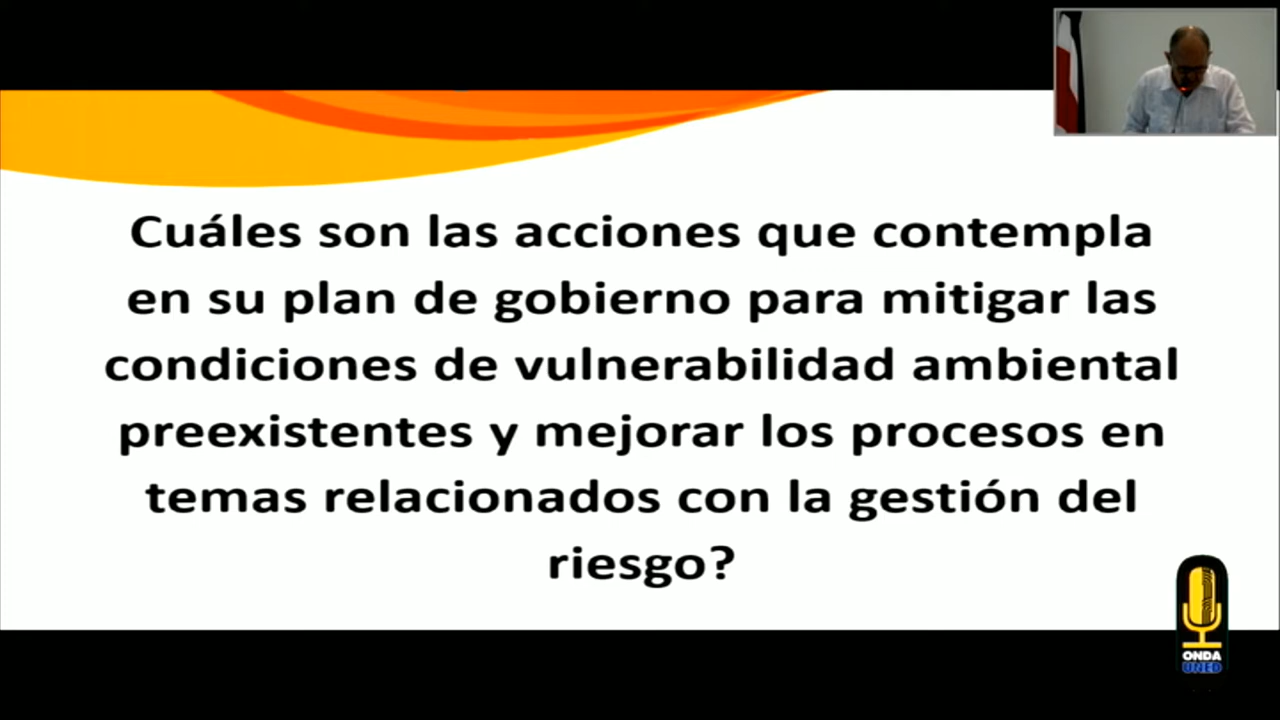 Cuáles son las acciones que contempla
en su plan de gobierno para mitigar las
condiciones de vulnerabilidad ambiental
preexistentes y mejorar los procesos en
temas relacionados con la gestión del
riesgo?
ONDA
UNED